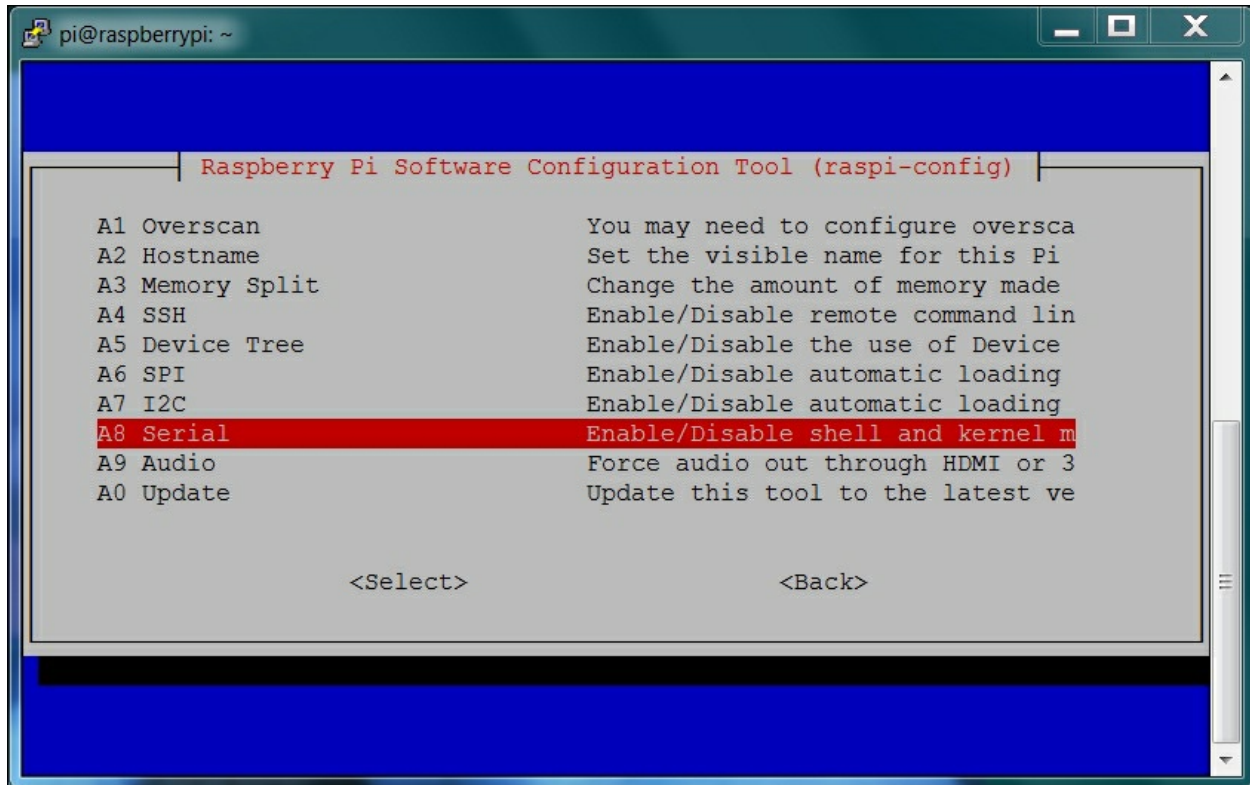 pi@raspberrypi: ~
Raspberry Pi Software Configuration Tool (raspi-config)
A1 Overscan You may need to configure oversca
A2 Hostname Set the visible name for this Pi
A3 Memory Split Change the amount of memory made
A4 SSH Enable/Disable remote command lin
A5 Device Tree Enable/Disable the use of Device
A6 SPI Enable/Disable automatic loading
A7 I2C Enable/Disable automatic loading
A8 Serial Enable/Disable shell and kernel m
A9 Audio Force audio out through HDMI or 3
A0 Update Update this tool to the latest ve
<Select> <Back>